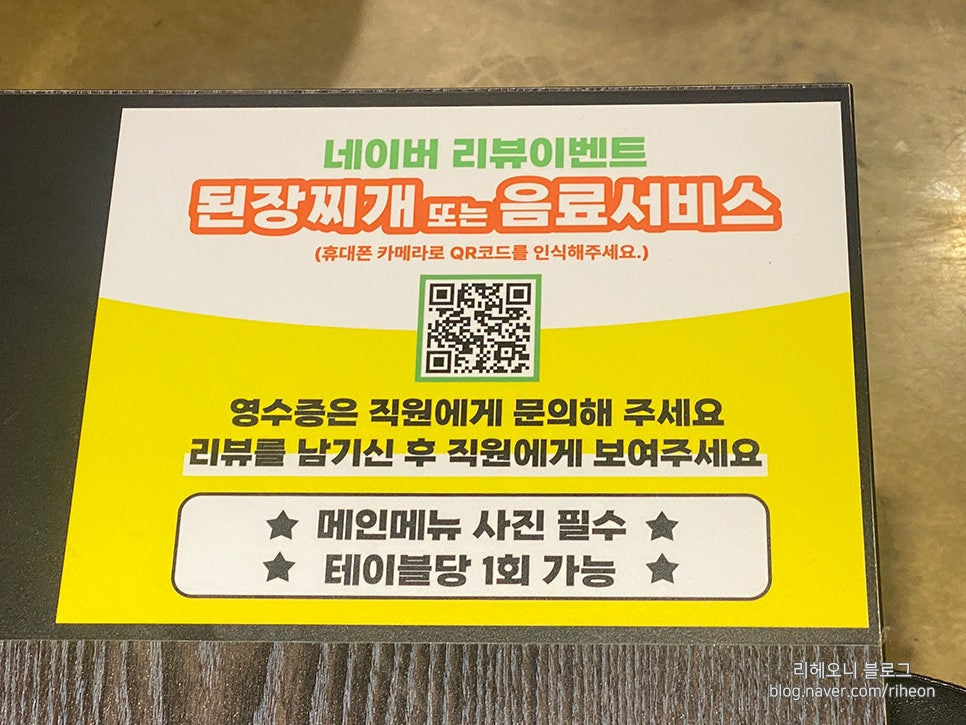 네이버 리뷰이벤트
된장찌개 또는 음료서비스
(휴대폰 카메라로 QR코드를 인식해주세요.)
영수증은 직원에게 문의해 주세요
리뷰를 남기신 후 직원에게 보여주세요
★ 메인메뉴 사진 필수 ★
★ 테이블당 1회 가능 ★
리헤오니 블로그
blog.naver.com/riheon